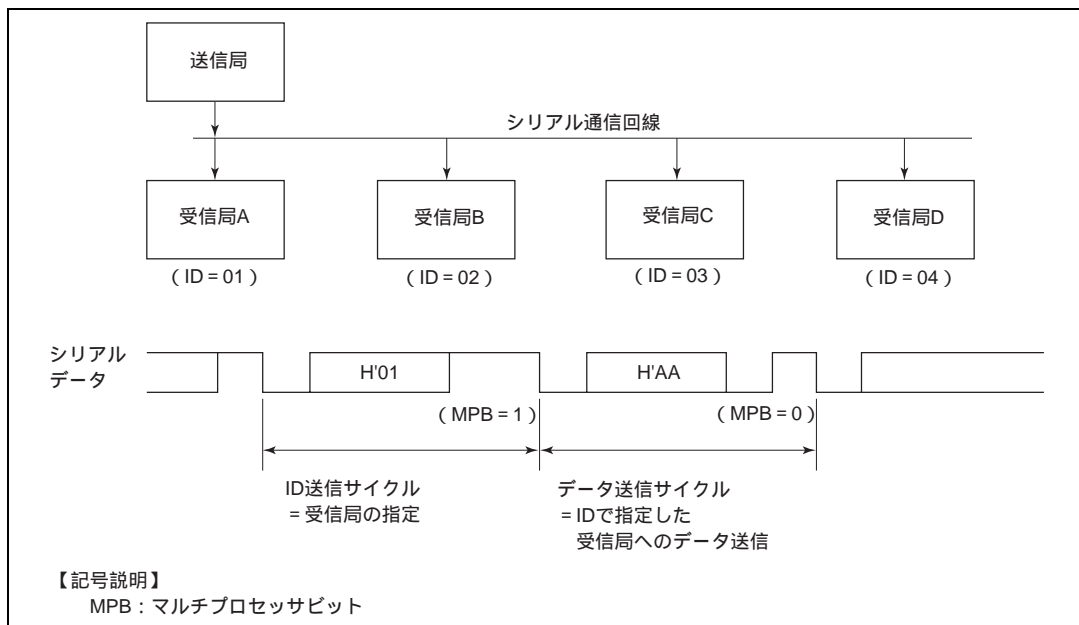 送信局
シリアル通信回線
受信局A
受信局B
受信局C
受信局D
（ID = 01）
（ID = 02）
（ID = 03）
（ID = 04）
シリアル
データ
H'01
H'AA
（MPB = 1）
（MPB = 0）
ID送信サイクル
= 受信局の指定
データ送信サイクル
= IDで指定した
受信局へのデータ送信
【記号説明】
MPB：マルチプロセッサビット